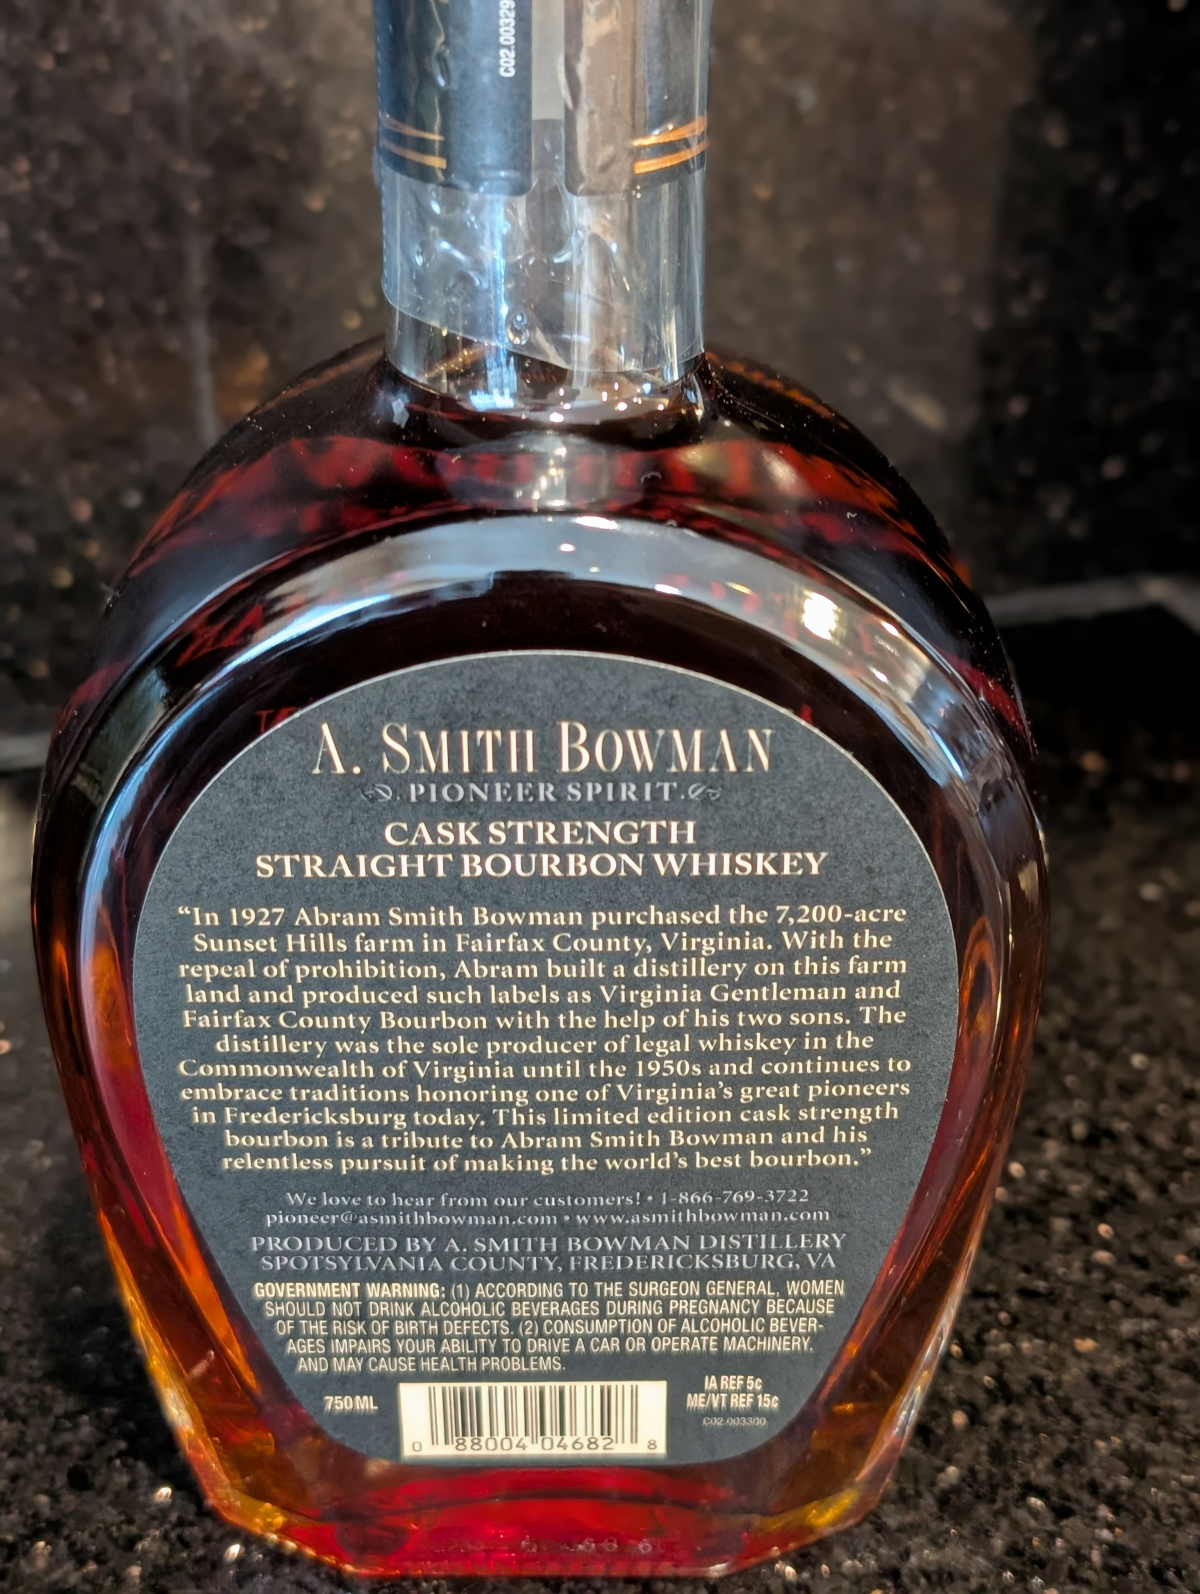 C02.00329
A. SMITH BOWMAN
PIONEER SPIRIT.
CASK STRENGTH
STRAIGHT BOURBON WHISKEY
“In 1927 Abram Smith Bowman purchased the 7,200-acre
Sunset Hills farm in Fairfax County, Virginia. With the
repeal of prohibition, Abram built a distillery on this farm
land and produced such labels as Virginia Gentleman and
Fairfax County Bourbon with the help of his two sons. The
distillery was the sole producer of legal whiskey in the
Commonwealth of Virginia until the 1950s and continues to
embrace traditions honoring one of Virginia’s great pioneers
in Fredericksburg today. This limited edition cask strength
bourbon is a tribute to Abram Smith Bowman and his
relentless pursuit of making the world’s best bourbon.”
We love to hear from our customers! • 1-866-769-3722
pioneer@asmithbowman.com • www.asmithbowman.com
PRODUCED BY A. SMITH BOWMAN DISTILLERY
SPOTSYLVANIA COUNTY, FREDERICKSBURG, VA
GOVERNMENT WARNING: (1) ACCORDING TO THE SURGEON GENERAL, WOMEN
SHOULD NOT DRINK ALCOHOLIC BEVERAGES DURING PREGNANCY BECAUSE
OF THE RISK OF BIRTH DEFECTS. (2) CONSUMPTION OF ALCOHOLIC BEVER-
AGES IMPAIRS YOUR ABILITY TO DRIVE A CAR OR OPERATE MACHINERY,
AND MAY CAUSE HEALTH PROBLEMS.
750 ML
IA REF 5¢
ME/VT REF 15¢
C02 003300
0 88004 04682 8